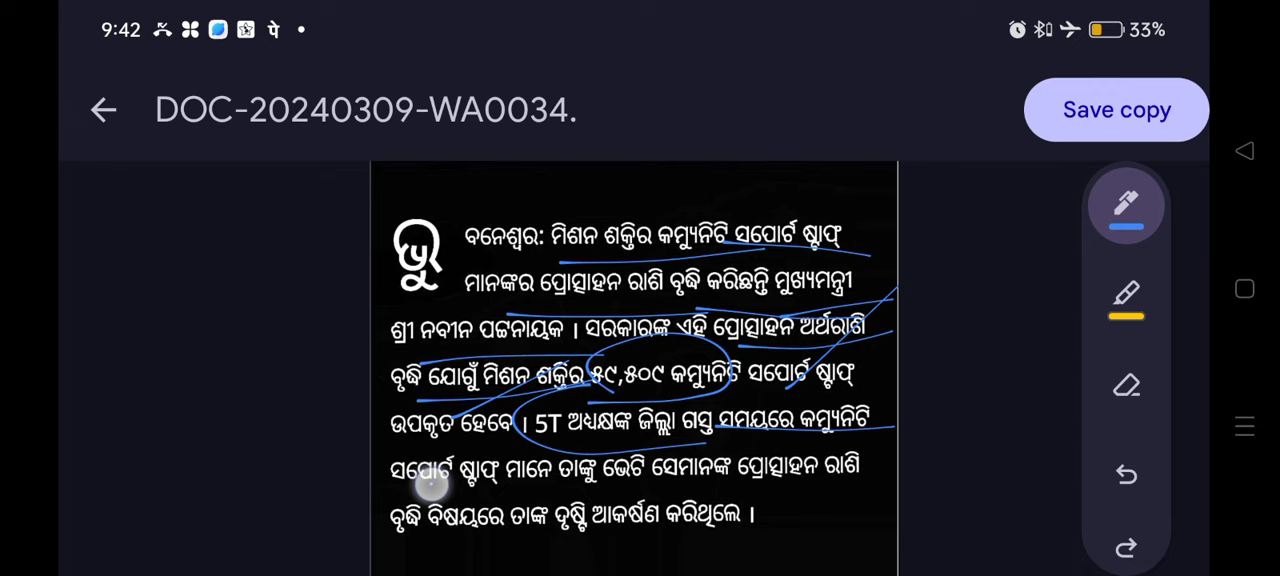 9:42 पे 33%
DOC-20240309-WA0034.
Save copy
ଭୁବନେଶ୍ୱର: ମିଶନ ଶକ୍ତିର କମ୍ୟୁନିଟି ସପୋର୍ଟ ଷ୍ଟାଫ୍
ମାନଙ୍କର ପ୍ରୋତ୍ସାହନ ରାଶି ବୃଦ୍ଧି କରିଛନ୍ତି ମୁଖ୍ୟମନ୍ତ୍ରୀ
ଶ୍ରୀ ନବୀନ ପଟ୍ଟନାୟକ । ସରକାରଙ୍କ ଏହି ପ୍ରୋତ୍ସାହନ ଅର୍ଥରାଶି
ବୃଦ୍ଧି ଯୋଗୁଁ ମିଶନ ଶକ୍ତିର ୫୯,୫୦୯ କମ୍ୟୁନିଟି ସପୋର୍ଟ ଷ୍ଟାଫ୍
ଉପକୃତ ହେବେ । 5T ଅଧ୍ୟକ୍ଷଙ୍କ ଜିଲ୍ଲା ଗସ୍ତ ସମୟରେ କମ୍ୟୁନିଟି
ସପୋର୍ଟ ଷ୍ଟାଫ୍ ମାନେ ତାଙ୍କୁ ଭେଟି ସେମାନଙ୍କ ପ୍ରୋତ୍ସାହନ ରାଶି
ବୃଦ୍ଧି ବିଷୟରେ ତାଙ୍କ ଦୃଷ୍ଟି ଆକର୍ଷଣ କରିଥିଲେ ।